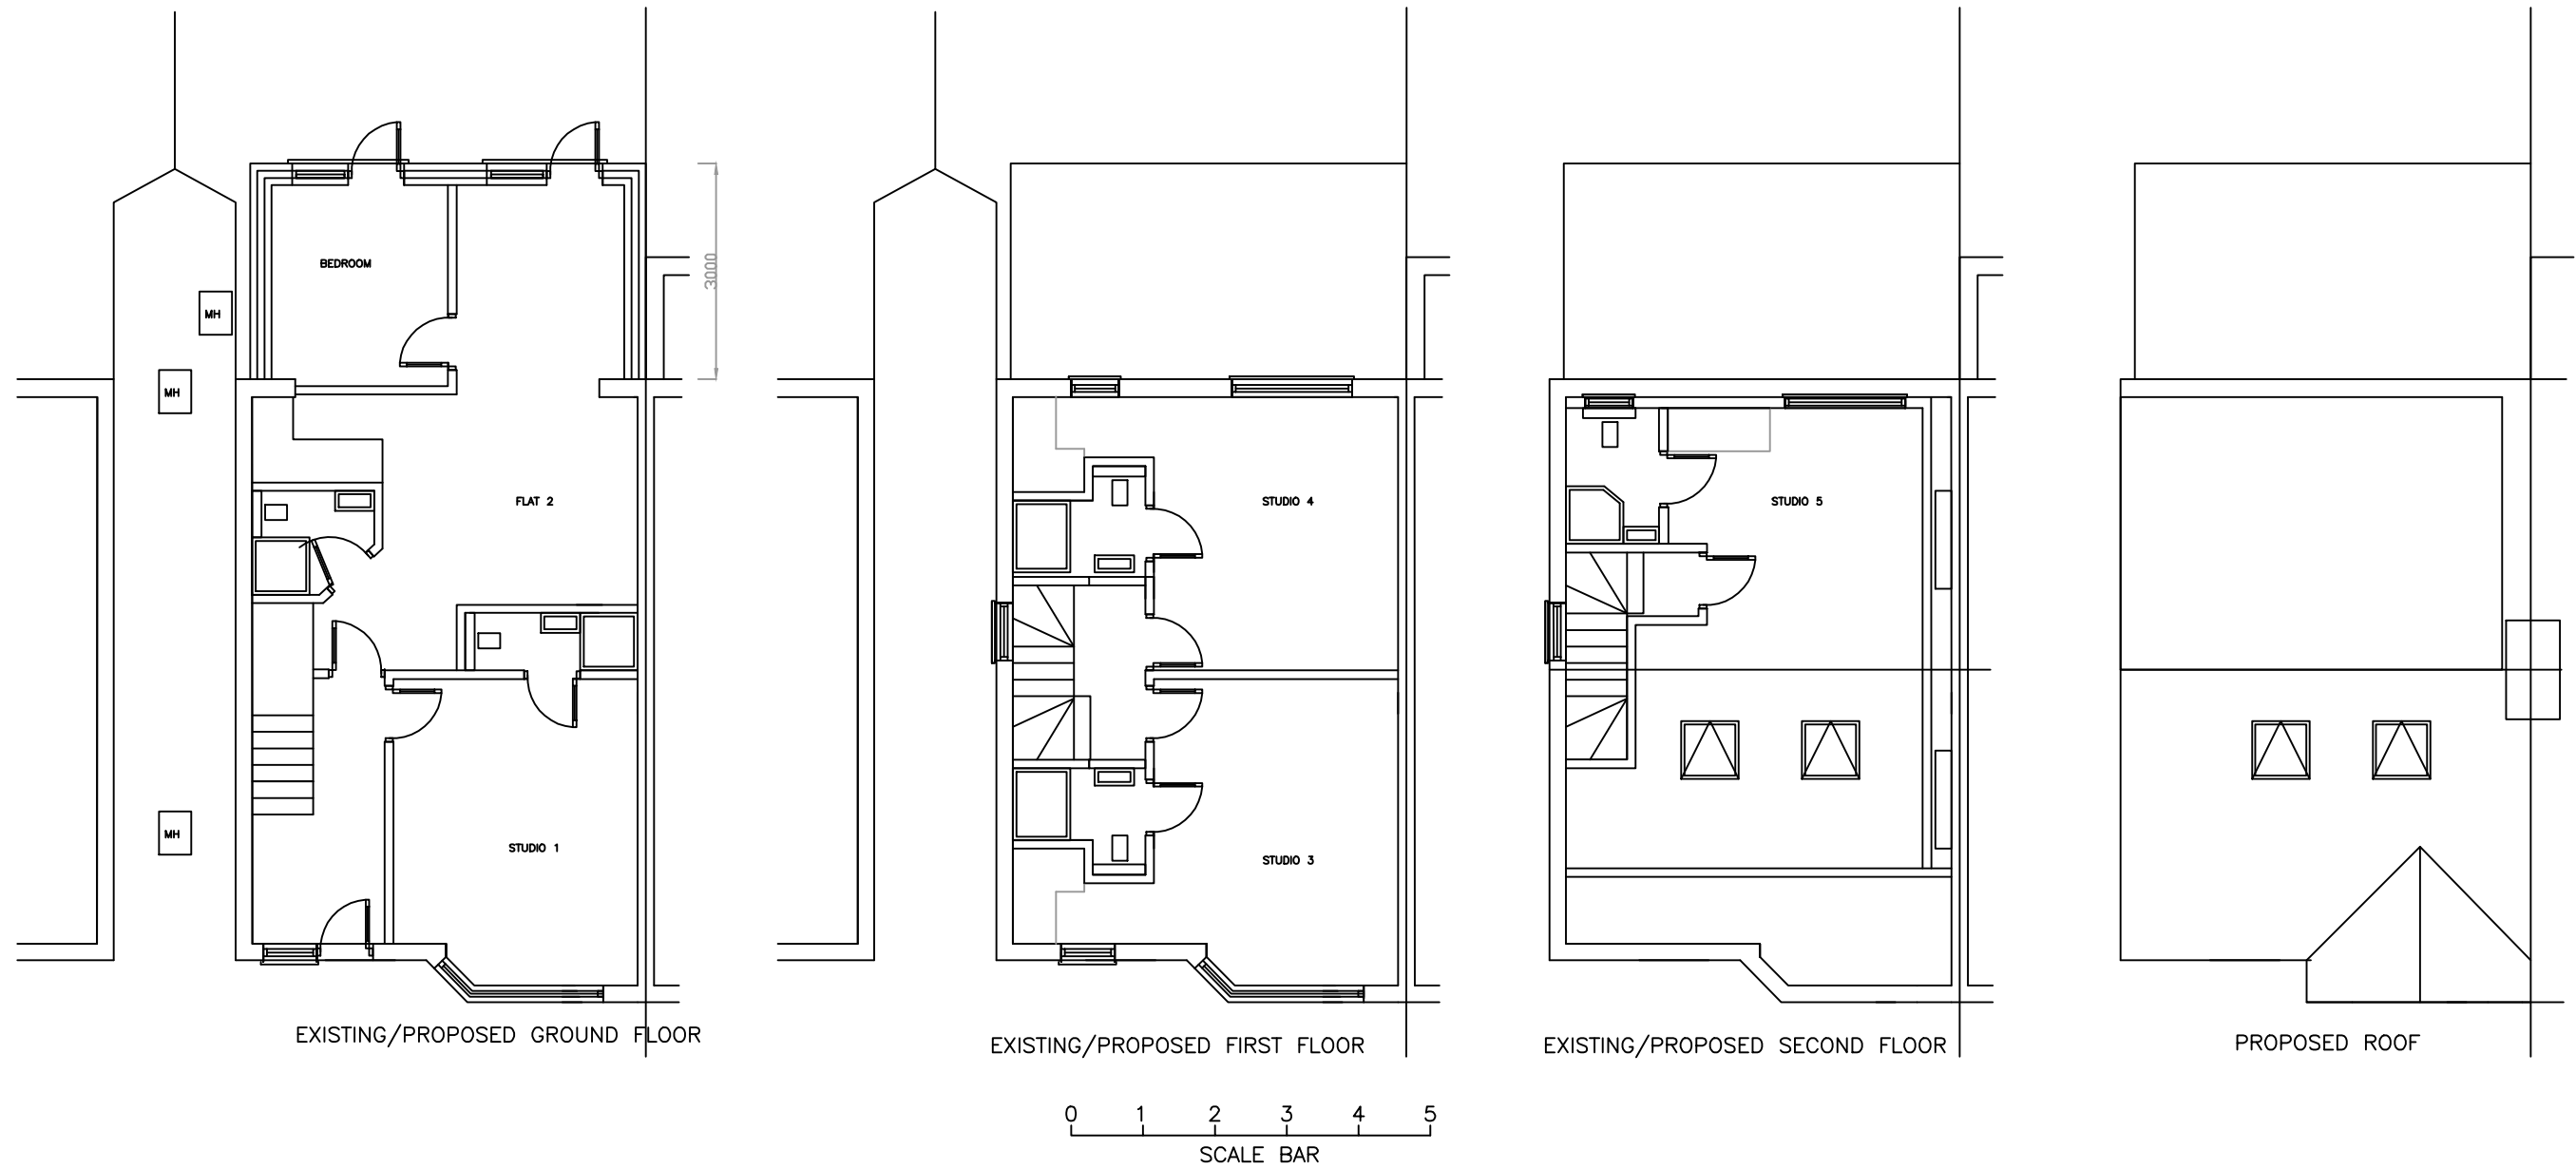 BEDROOM
3000
MH
MH
FLAT 2
STUDIO 1
MH
EXISTING/PROPOSED GROUND FLOOR
STUDIO 4
STUDIO 3
EXISTING/PROPOSED FIRST FLOOR
STUDIO 5
EXISTING/PROPOSED SECOND FLOOR
PROPOSED ROOF
0 1 2 3 4 5
SCALE BAR